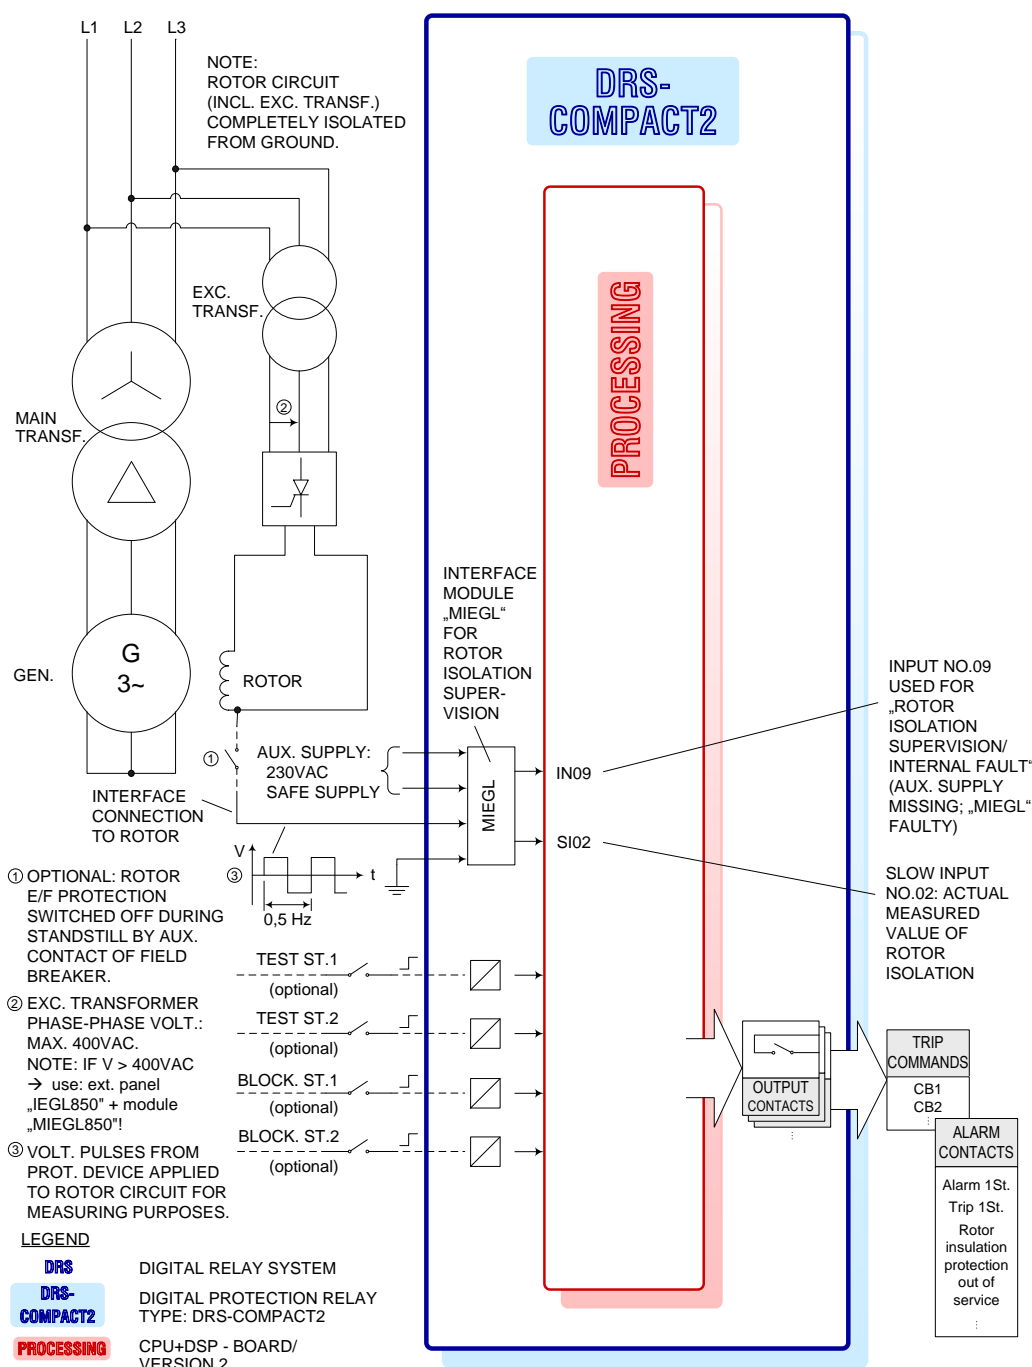 L1 L2 L3
NOTE:
ROTOR CIRCUIT
(INCL. EXC. TRANSF.)
COMPLETELY ISOLATED
FROM GROUND.
DRS-
COMPACT2
PROCESSING
EXC.
TRANSF.
②
MAIN
TRANSF.
G
3~
GEN.
ROTOR
①
INTERFACE
MODULE
„MIEGL“
FOR
ROTOR
ISOLATION
SUPER-
VISION
AUX. SUPPLY:
230VAC
SAFE SUPPLY
MIEGL
IN09
SI02
INPUT NO.09
USED FOR
„ROTOR
ISOLATION
SUPERVISION/
INTERNAL FAULT“
(AUX. SUPPLY
MISSING; „MIEGL“
FAULTY)
SLOW INPUT
NO.02: ACTUAL
MEASURED
VALUE OF
ROTOR
ISOLATION
INTERFACE
CONNECTION
TO ROTOR
V
③
t
0,5 Hz
① OPTIONAL: ROTOR
E/F PROTECTION
SWITCHED OFF DURING
STANDSTILL BY AUX.
CONTACT OF FIELD
BREAKER.
② EXC. TRANSFORMER
PHASE-PHASE VOLT.:
MAX. 400VAC.
NOTE: IF V > 400VAC
→ use: ext. panel
„IEGL850" + module
„MIEGL850"!
③ VOLT. PULSES FROM
PROT. DEVICE APPLIED
TO ROTOR CIRCUIT FOR
MEASURING PURPOSES.
TEST ST.1
(optional)
TEST ST.2
(optional)
BLOCK. ST.1
(optional)
BLOCK. ST.2
(optional)
OUTPUT
CONTACTS
TRIP
COMMANDS
CB1
CB2
ALARM
CONTACTS
Alarm 1St.
Trip 1St.
Rotor
insulation
protection
out of
service
LEGEND
DRS DIGITAL RELAY SYSTEM
DRS-
COMPACT2
DIGITAL PROTECTION RELAY
TYPE: DRS-COMPACT2
PROCESSING
CPU+DSP - BOARD/
VERSION 2